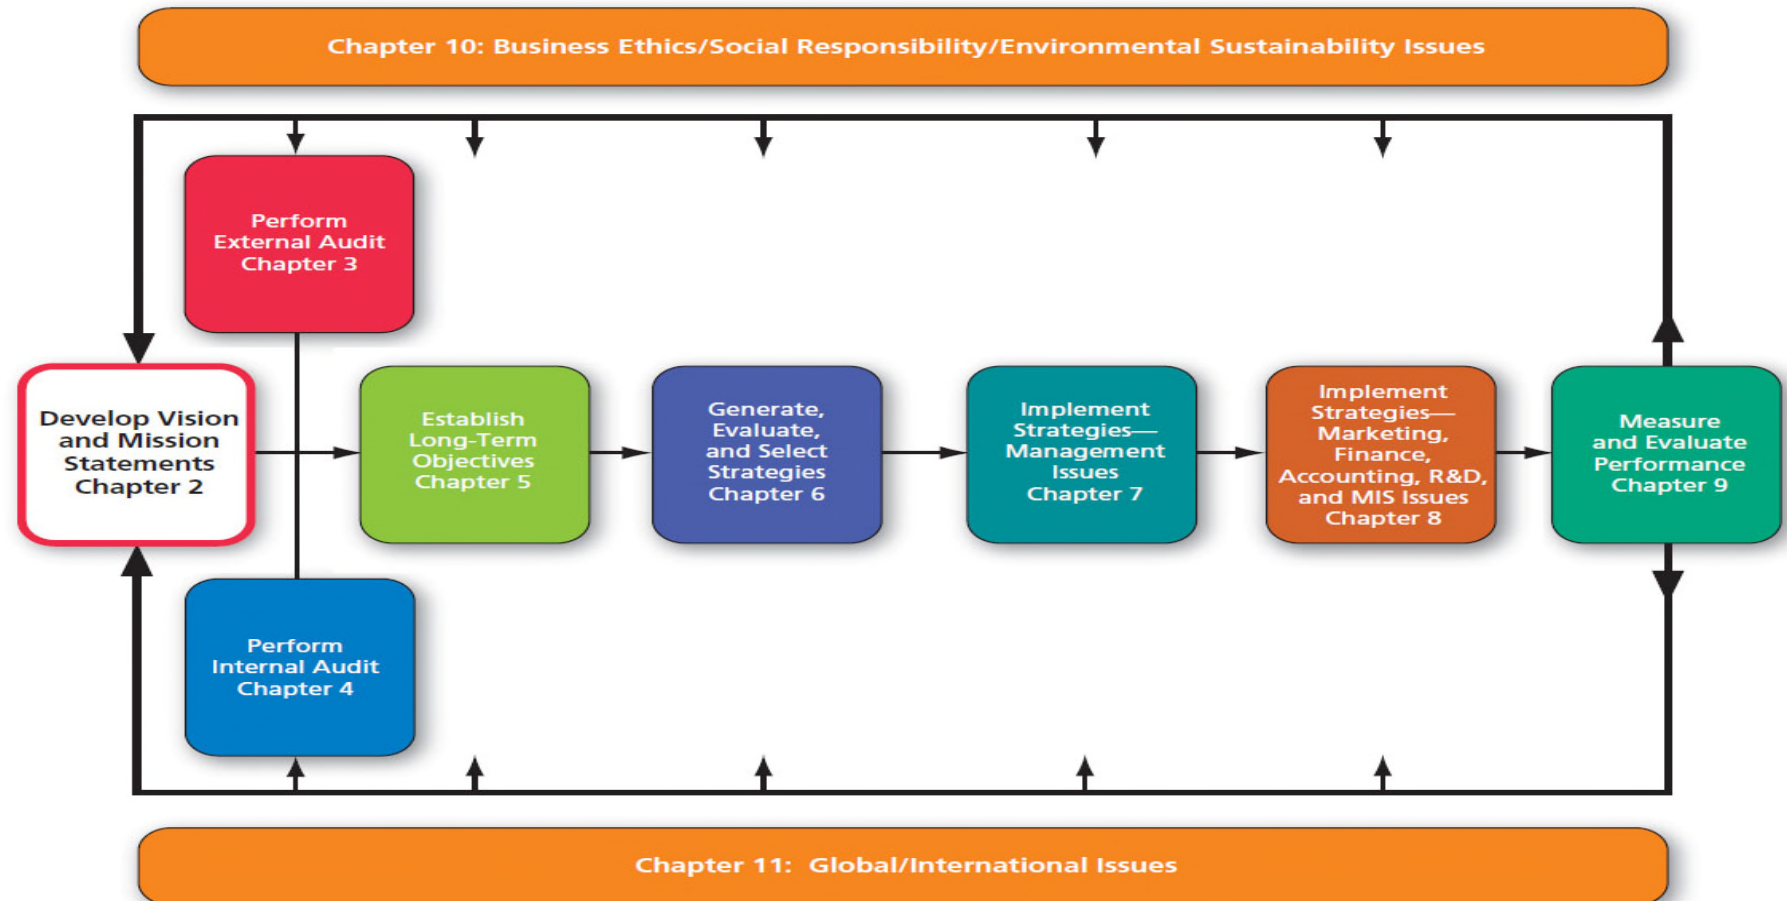 Chapter 10: Business Ethics/Social Responsibility/Environmental Sustainability Issues
Perform
External Audit
Chapter 3
Develop Vision
and Mission
Statements
Chapter 2
Establish
Long-Term
Objectives
Chapter 5
Generate,
Evaluate,
and Select
Strategies
Chapter 6
Implement
Strategies—
Management
Issues
Chapter 7
Implement
Strategies—
Marketing,
Finance,
Accounting, R&D,
and MIS Issues
Chapter 8
Measure
and Evaluate
Performance
Chapter 9
Perform
Internal Audit
Chapter 4
Chapter 11: Global/International Issues